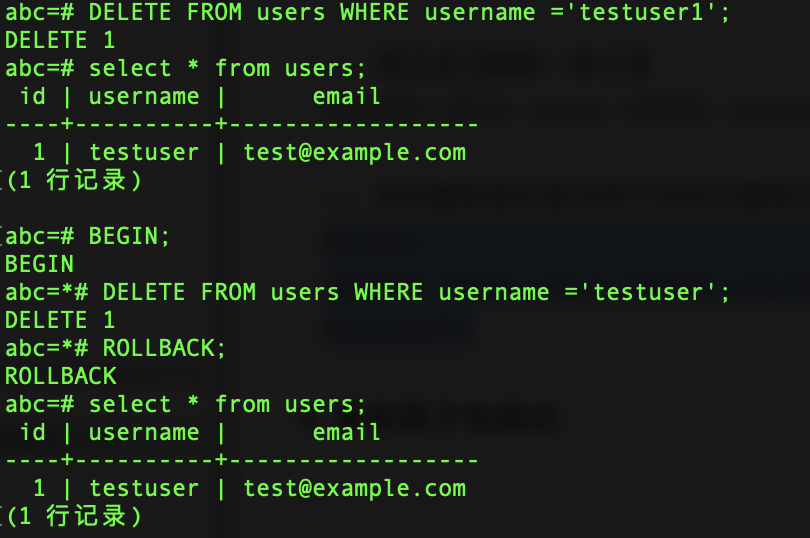 abc=# DELETE FROM users WHERE username ='testuser1';
DELETE 1
abc=# select * from users;
 id | username |      email
----+----------+------------------
  1 | testuser | test@example.com
(1 行记录)
abc=# BEGIN;
BEGIN
abc=*# DELETE FROM users WHERE username ='testuser';
DELETE 1
abc=*# ROLLBACK;
ROLLBACK
abc=# select * from users;
 id | username |      email
----+----------+------------------
  1 | testuser | test@example.com
(1 行记录)